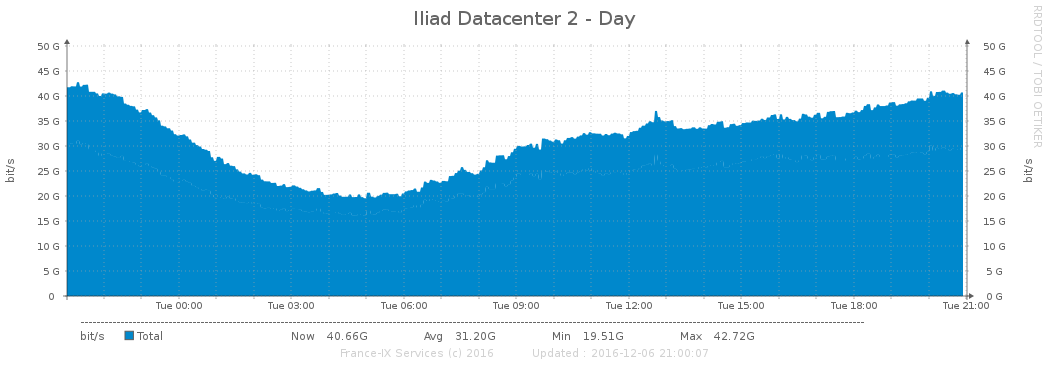 Iliad Datacenter 2 - Day
RRDTOOL / TOBI OETIKER
50 G 50 G
45 G 45 G
40 G 40 G
35 G 35 G
30 G 30 G
25 G 25 G
20 G 20 G
15 G 15 G
10 G 10 G
5 G 5 G
0 0 G
bit/s
bit/s
Tue 00:00 Tue 03:00 Tue 06:00 Tue 09:00 Tue 12:00 Tue 15:00 Tue 18:00 Tue 21:00
bit/s Total Now 40.66G Avg 31.20G Min 19.51G Max 42.72G
France-IX Services (c) 2016 Updated : 2016-12-06 21:00:07